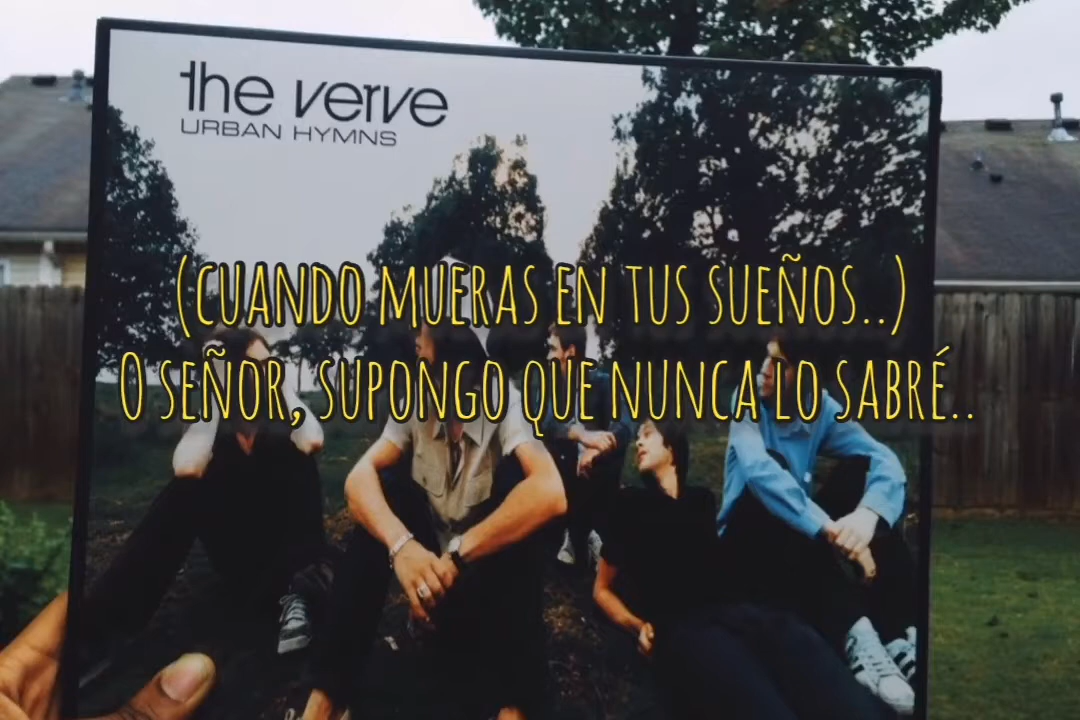 the verve
URBAN HYMNS
(CUANDO MUERAS EN TUS SUEÑOS..)
O SEÑOR, SUPONGO QUE NUNCA LO SABRÉ..